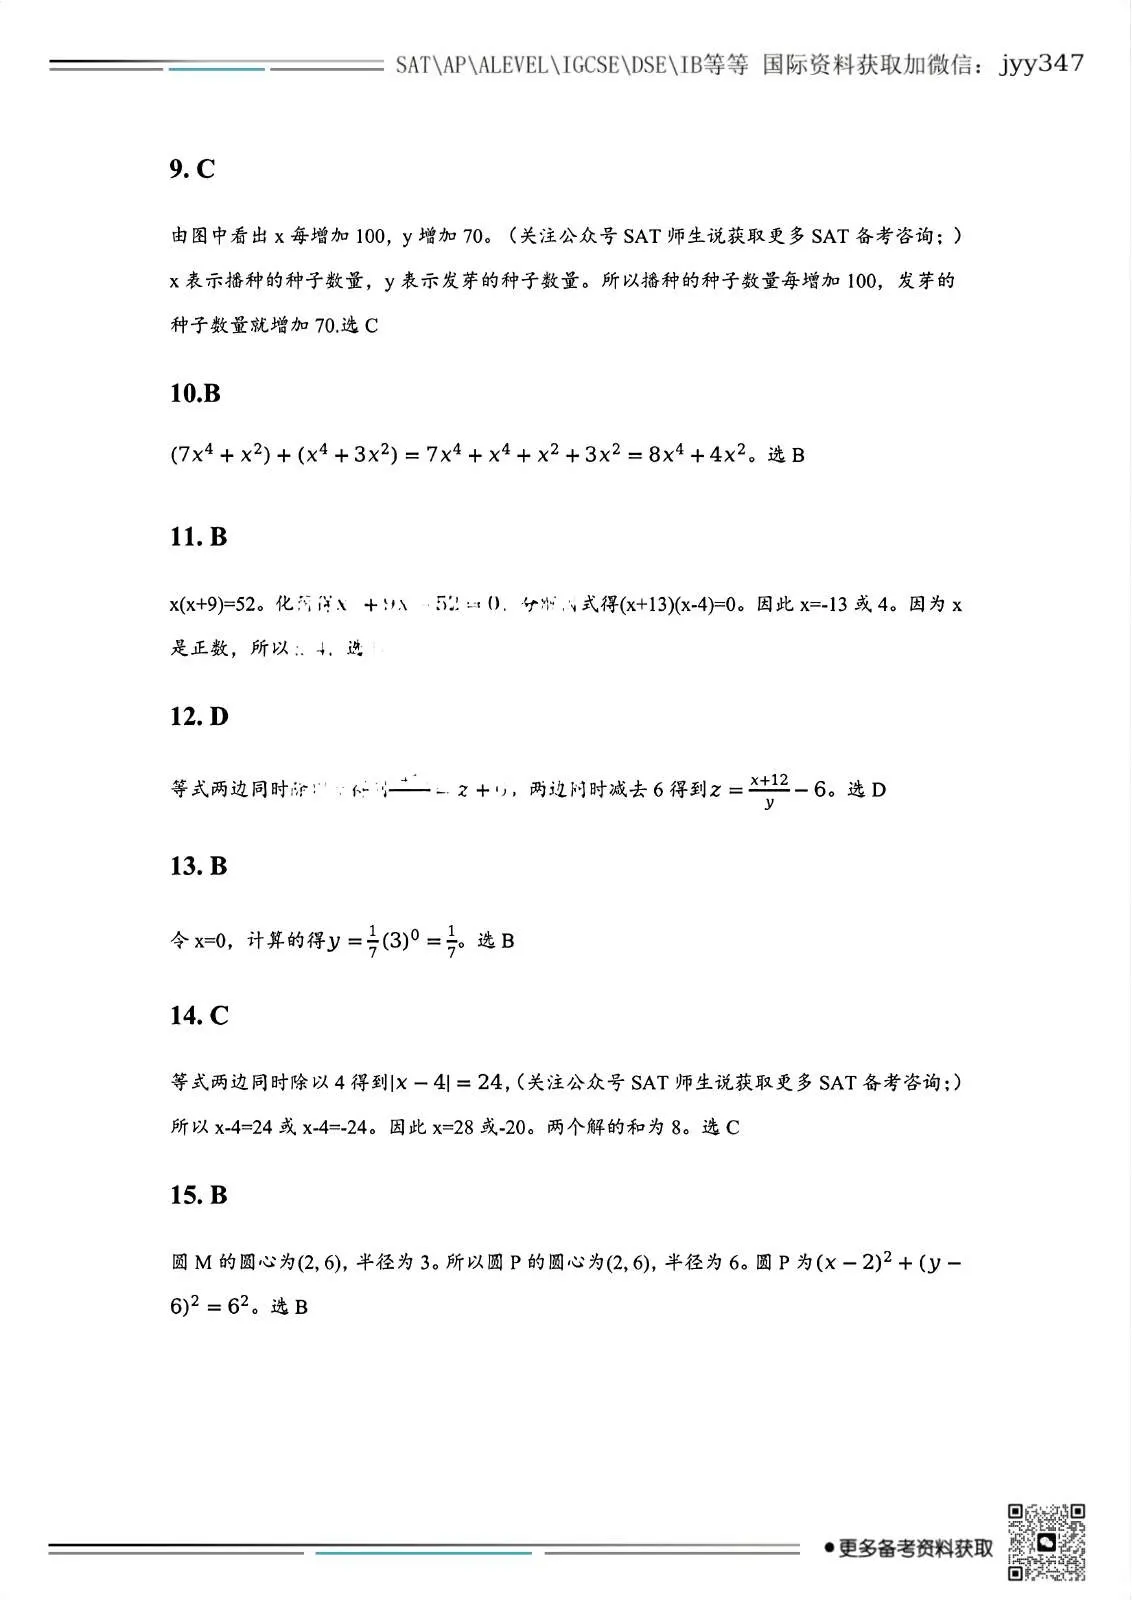 SAT\AP\ALEVEL\IGCSE\DSE\IB等等 国际资料获取加微信：jyy347
9. C
由图中看出 x 每增加 100，y 增加 70。（关注公众号 SAT 师生说获取更多 SAT 备考咨询；）
x 表示播种的种子数量，y 表示发芽的种子数量。所以播种的种子数量每增加 100，发芽的
种子数量就增加 70.选 C
10.B
(7x⁴ + x²) + (x⁴ + 3x²) = 7x⁴ + x⁴ + x² + 3x² = 8x⁴ + 4x²。选 B
11. B
x(x+9)=52。化 式得(x+13)(x-4)=0。因此 x=-13 或 4。因为 x
是正数，所以 选
12. D
等式两边同时 两边同时减去 6 得到z = (x+12)/y − 6。选 D
13. B
令 x=0，计算的得y = 1/7 (3)⁰ = 1/7。选 B
14. C
等式两边同时除以 4 得到|x − 4| = 24，（关注公众号 SAT 师生说获取更多 SAT 备考咨询；）
所以 x-4=24 或 x-4=-24。因此 x=28 或-20。两个解的和为 8。选 C
15. B
圆 M 的圆心为(2, 6)，半径为 3。所以圆 P 的圆心为(2, 6)，半径为 6。圆 P 为(x − 2)² + (y −
6)² = 6²。选 B
●更多备考资料获取